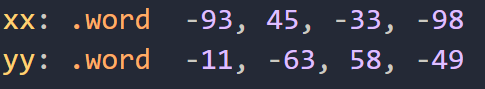 xx: .word  -93, 45, -33, -98
yy: .word  -11, -63, 58, -49